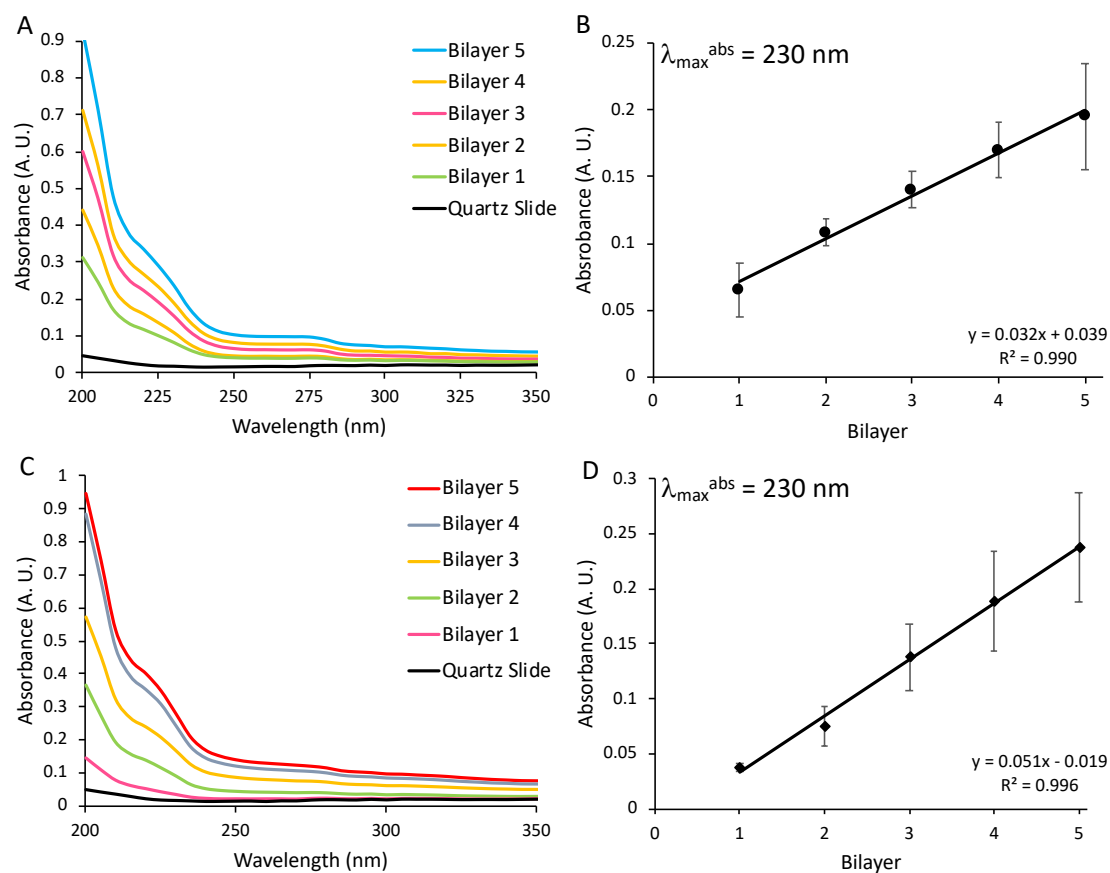 A
0.9
0.8
0.7
0.6
0.5
0.4
0.3
0.2
0.1
0
200
225
250
275
300
325
350
Absorbance (A. U.)
Wavelength (nm)
Bilayer 5
Bilayer 4
Bilayer 3
Bilayer 2
Bilayer 1
Quartz Slide
B
0.25
0.2
0.15
0.1
0.05
0
0
1
2
3
4
5
Absrobance (A. U.)
Bilayer
λmax^abs = 230 nm
y = 0.032x + 0.039
R² = 0.990
C
1
0.9
0.8
0.7
0.6
0.5
0.4
0.3
0.2
0.1
0
200
250
300
350
Absorbance (A. U.)
Wavelength (nm)
Bilayer 5
Bilayer 4
Bilayer 3
Bilayer 2
Bilayer 1
Quartz Slide
D
0.3
0.25
0.2
0.15
0.1
0.05
0
0
1
2
3
4
5
Absorbance (A. U.)
Bilayer
λmax^abs = 230 nm
y = 0.051x - 0.019
R² = 0.996